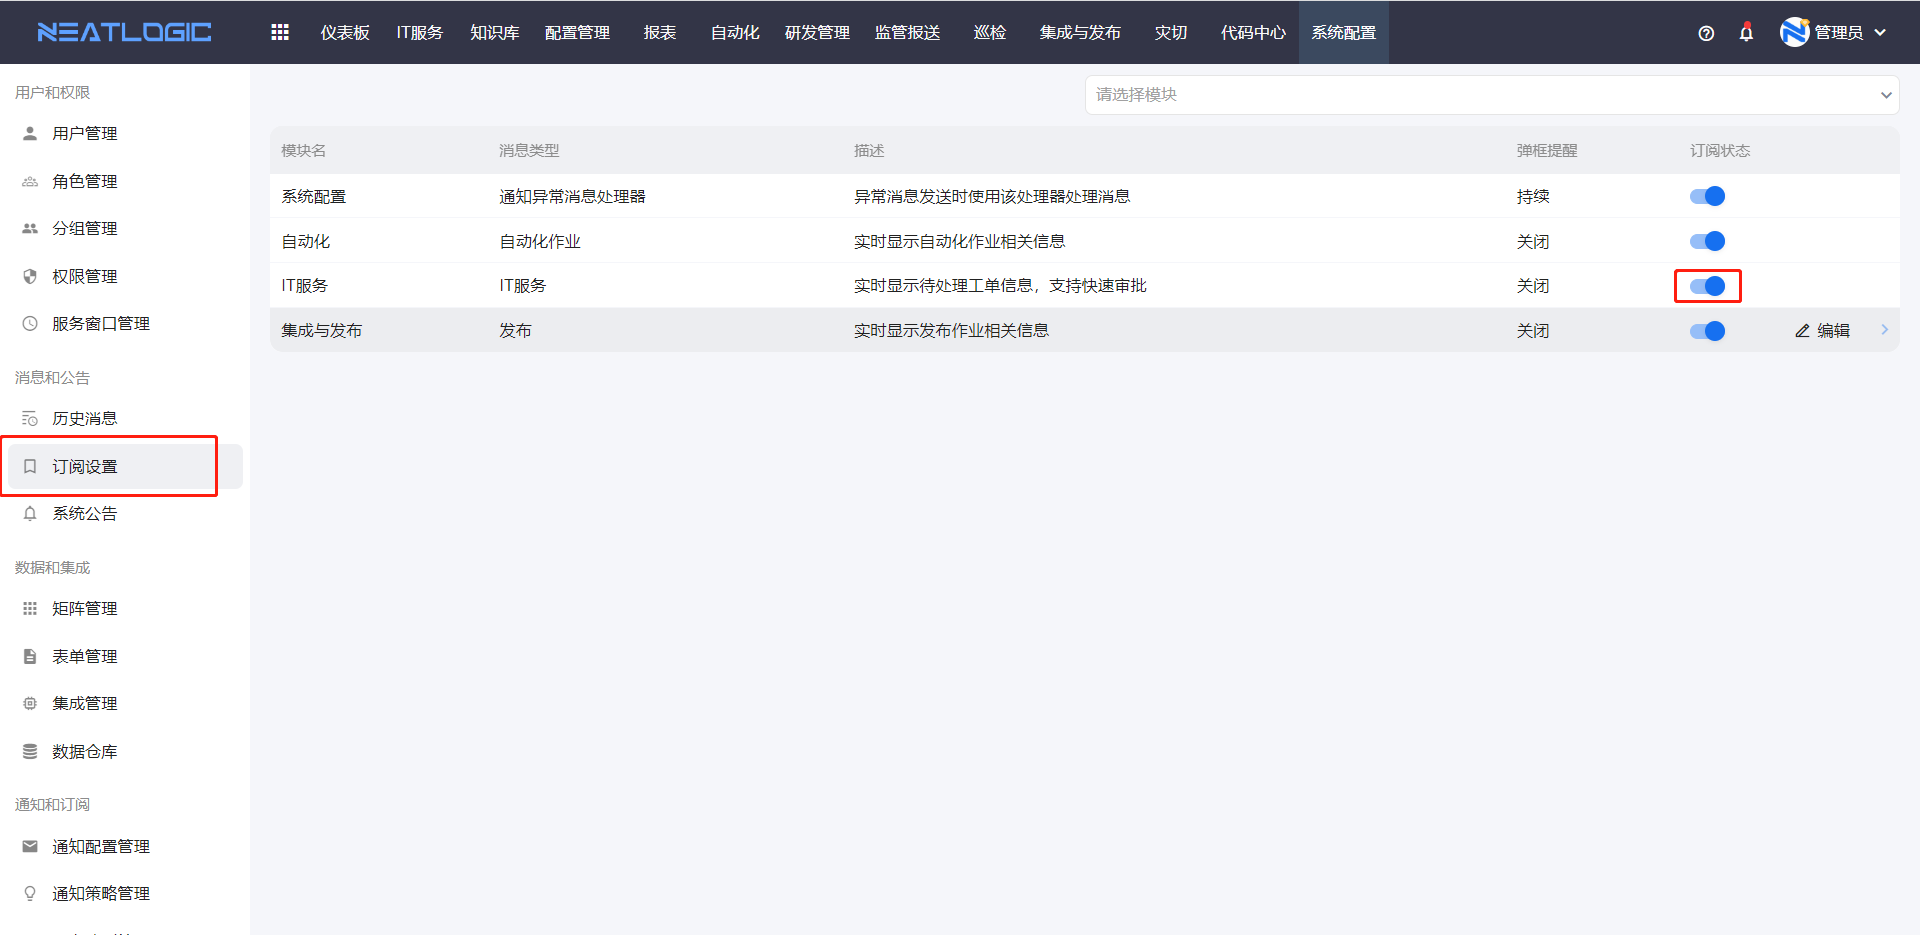 NEATLOGIC 仪表板 IT服务 知识库 配置管理 报表 自动化 研发管理 监管报送 巡检 集成与发布 灾切 代码中心 系统配置 管理员
用户和权限
用户管理
角色管理
分组管理
权限管理
服务窗口管理
消息和公告
历史消息
订阅设置
系统公告
数据和集成
矩阵管理
表单管理
集成管理
数据仓库
通知和订阅
通知配置管理
通知策略管理
请选择模块
模块名 消息类型 描述 弹框提醒 订阅状态
系统配置 通知异常消息处理器 异常消息发送时使用该处理器处理消息 持续
自动化 自动化作业 实时显示自动化作业相关信息 关闭
IT服务 IT服务 实时显示待处理工单信息，支持快速审批 关闭
集成与发布 发布 实时显示发布作业相关信息 关闭 编辑